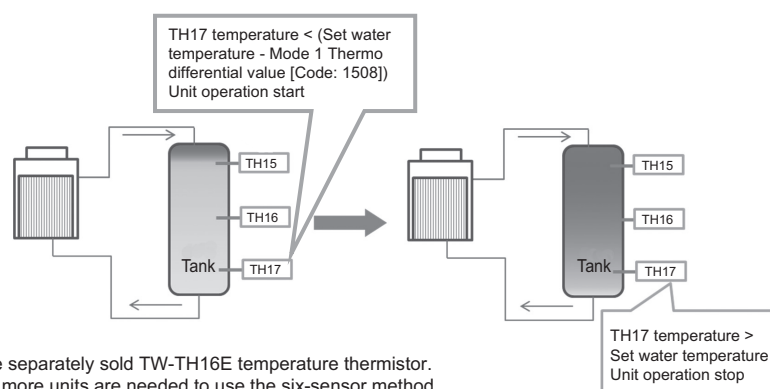 TH17 temperature < (Set water
temperature - Mode 1 Thermo
differential value [Code: 1508])
Unit operation start
TH15
TH16
Tank
TH17
TH15
TH16
Tank
TH17
TH17 temperature >
Set water temperature
Unit operation stop
separately sold TW-TH16E temperature thermistor.
more units are needed to use the six-sensor method